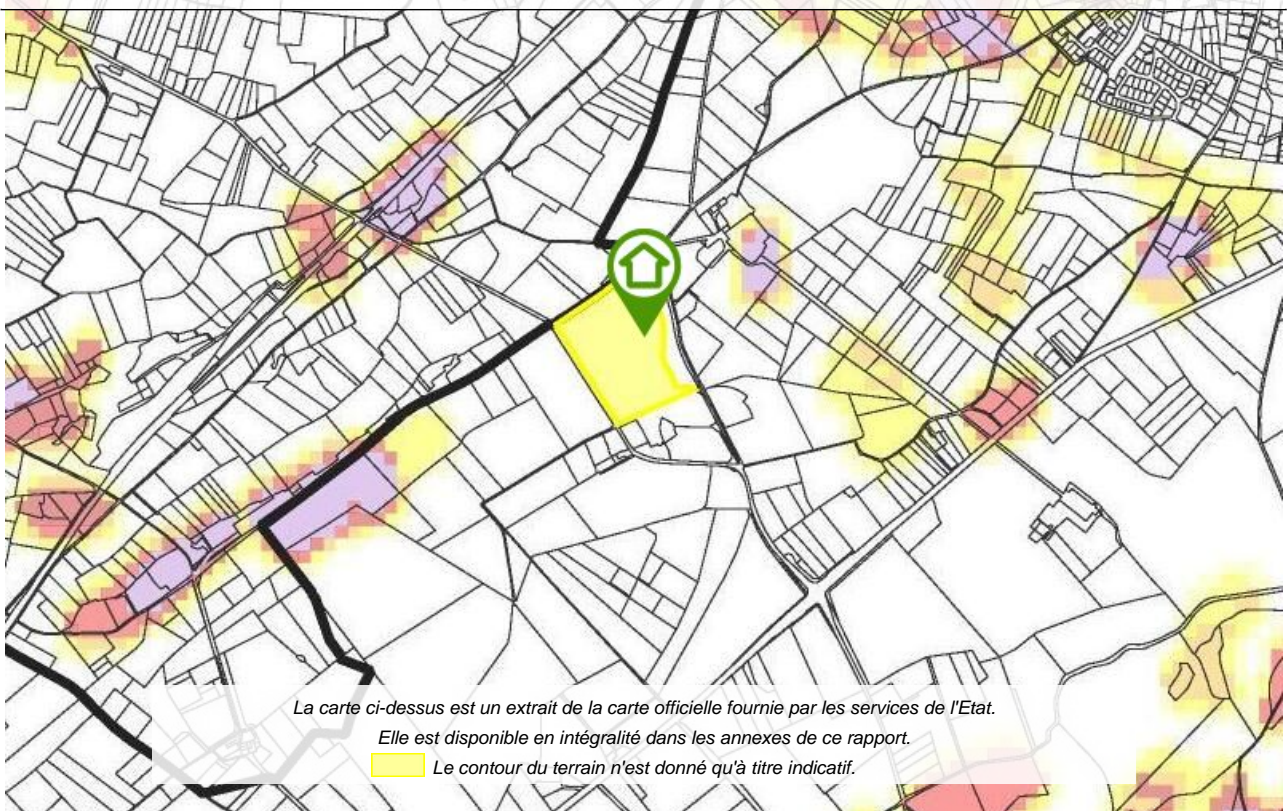 La carte ci-dessus est un extrait de la carte officielle fournie par les services de l'Etat.
Elle est disponible en intégralité dans les annexes de ce rapport.
Le contour du terrain n'est donné qu'à titre indicatif.